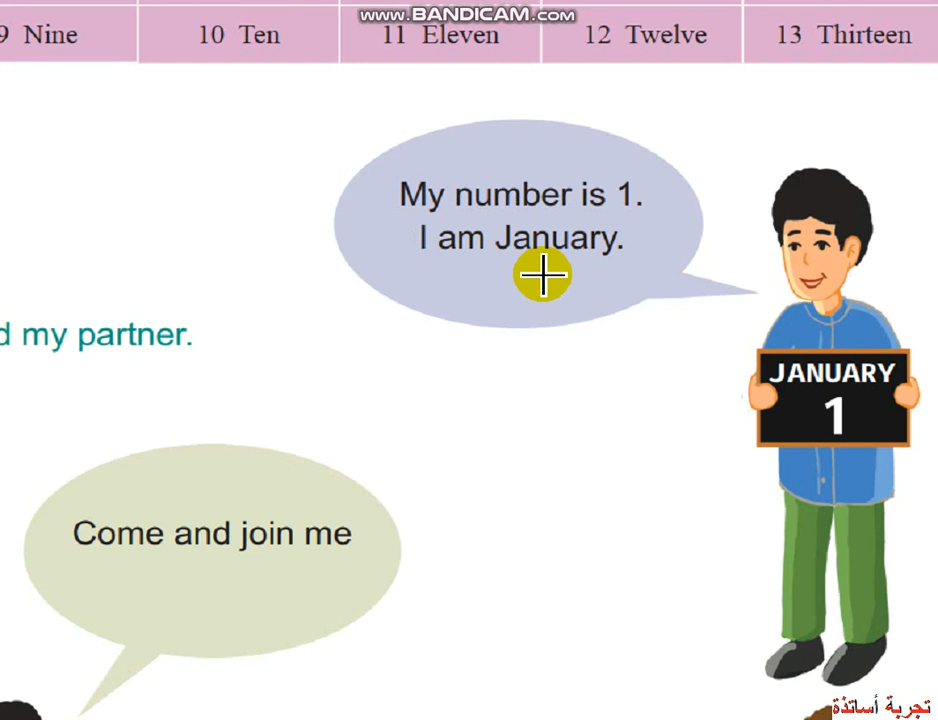 www.BANDICAM.com
9 Nine
10 Ten
11 Eleven
12 Twelve
13 Thirteen
My number is 1.
I am January.
my partner.
JANUARY
1
Come and join me
تجربة أساتذة